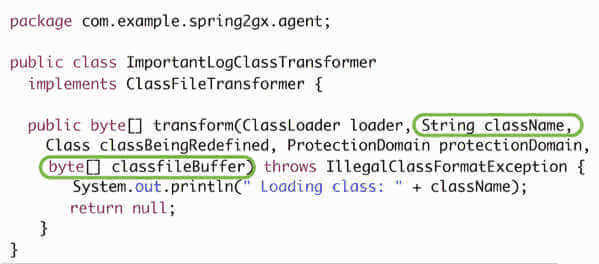 package com.example.spring2gx.agent;
public class ImportantLogClassTransformer
implements ClassFileTransformer {
public byte[] transform(ClassLoader loader, String className,
Class classBeingRedefined, ProtectionDomain protectionDomain,
byte[] classfileBuffer) throws IllegalClassFormatException {
System.out.println(" Loading class: " + className);
return null;
}
}